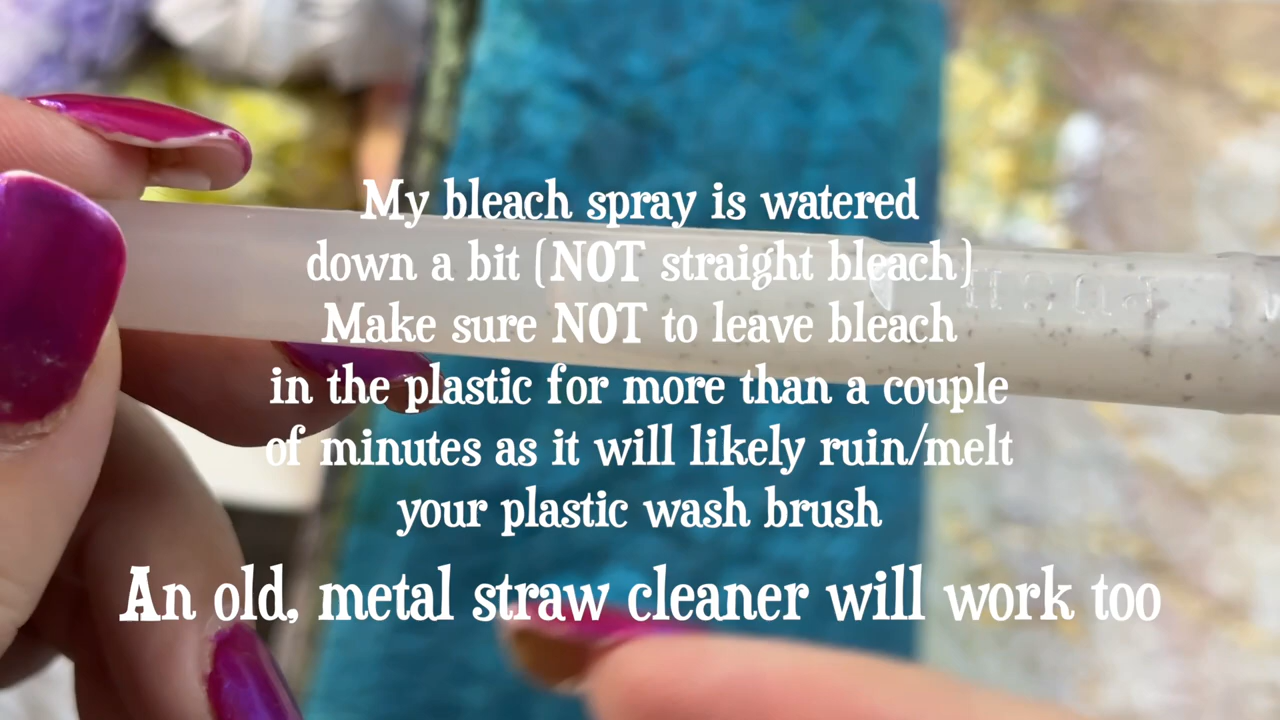 My bleach spray is watered
down a bit (NOT straight bleach)
Make sure NOT to leave bleach
in the plastic for more than a couple
of minutes as it will likely ruin/melt
your plastic wash brush
An old, metal straw cleaner will work too
PUSH